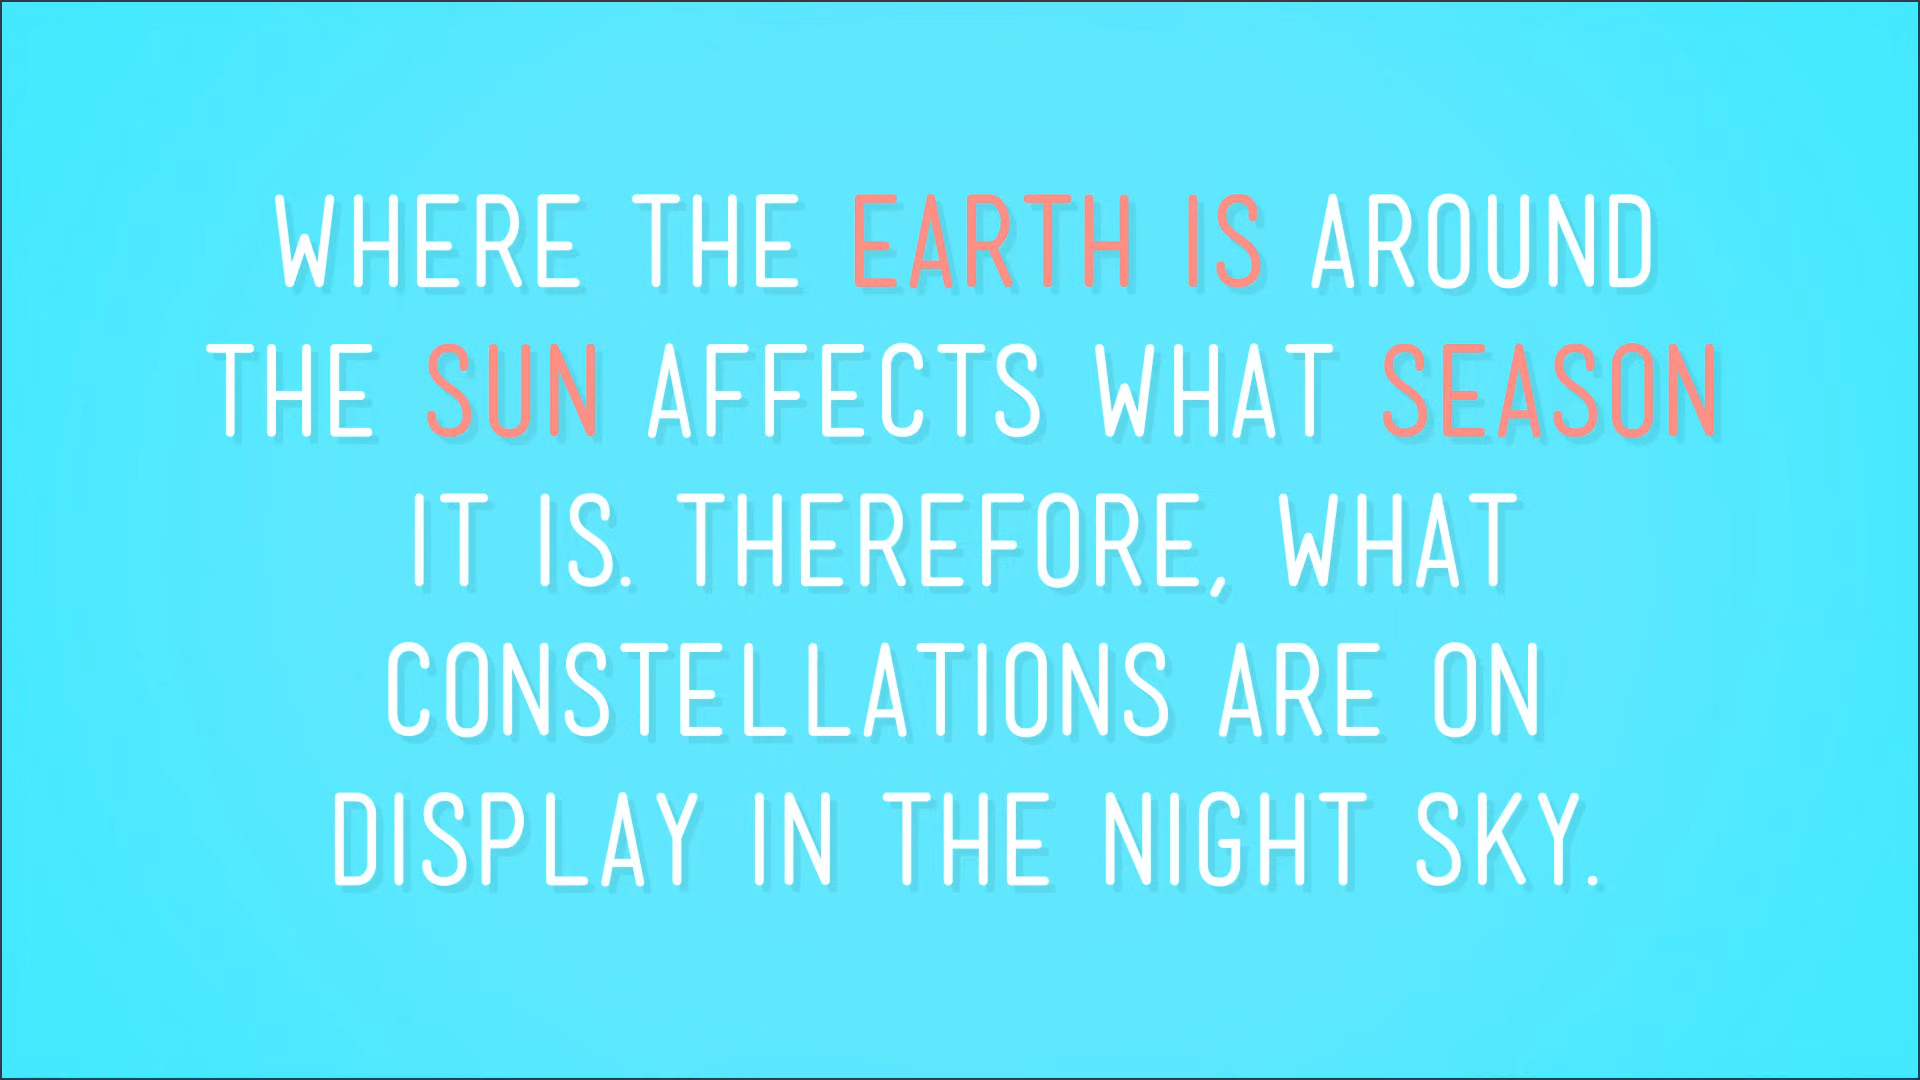 WHERE THE EARTH IS AROUND
THE SUN AFFECTS WHAT SEASON
IT IS. THEREFORE, WHAT
CONSTELLATIONS ARE ON
DISPLAY IN THE NIGHT SKY.